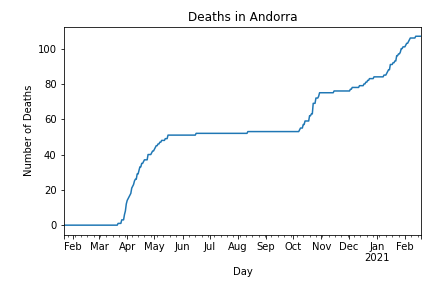 Deaths in Andorra
Number of Deaths
100
80
60
40
20
0
Feb Mar Apr May Jun Jul Aug Sep Oct Nov Dec Jan Feb
2021
Day